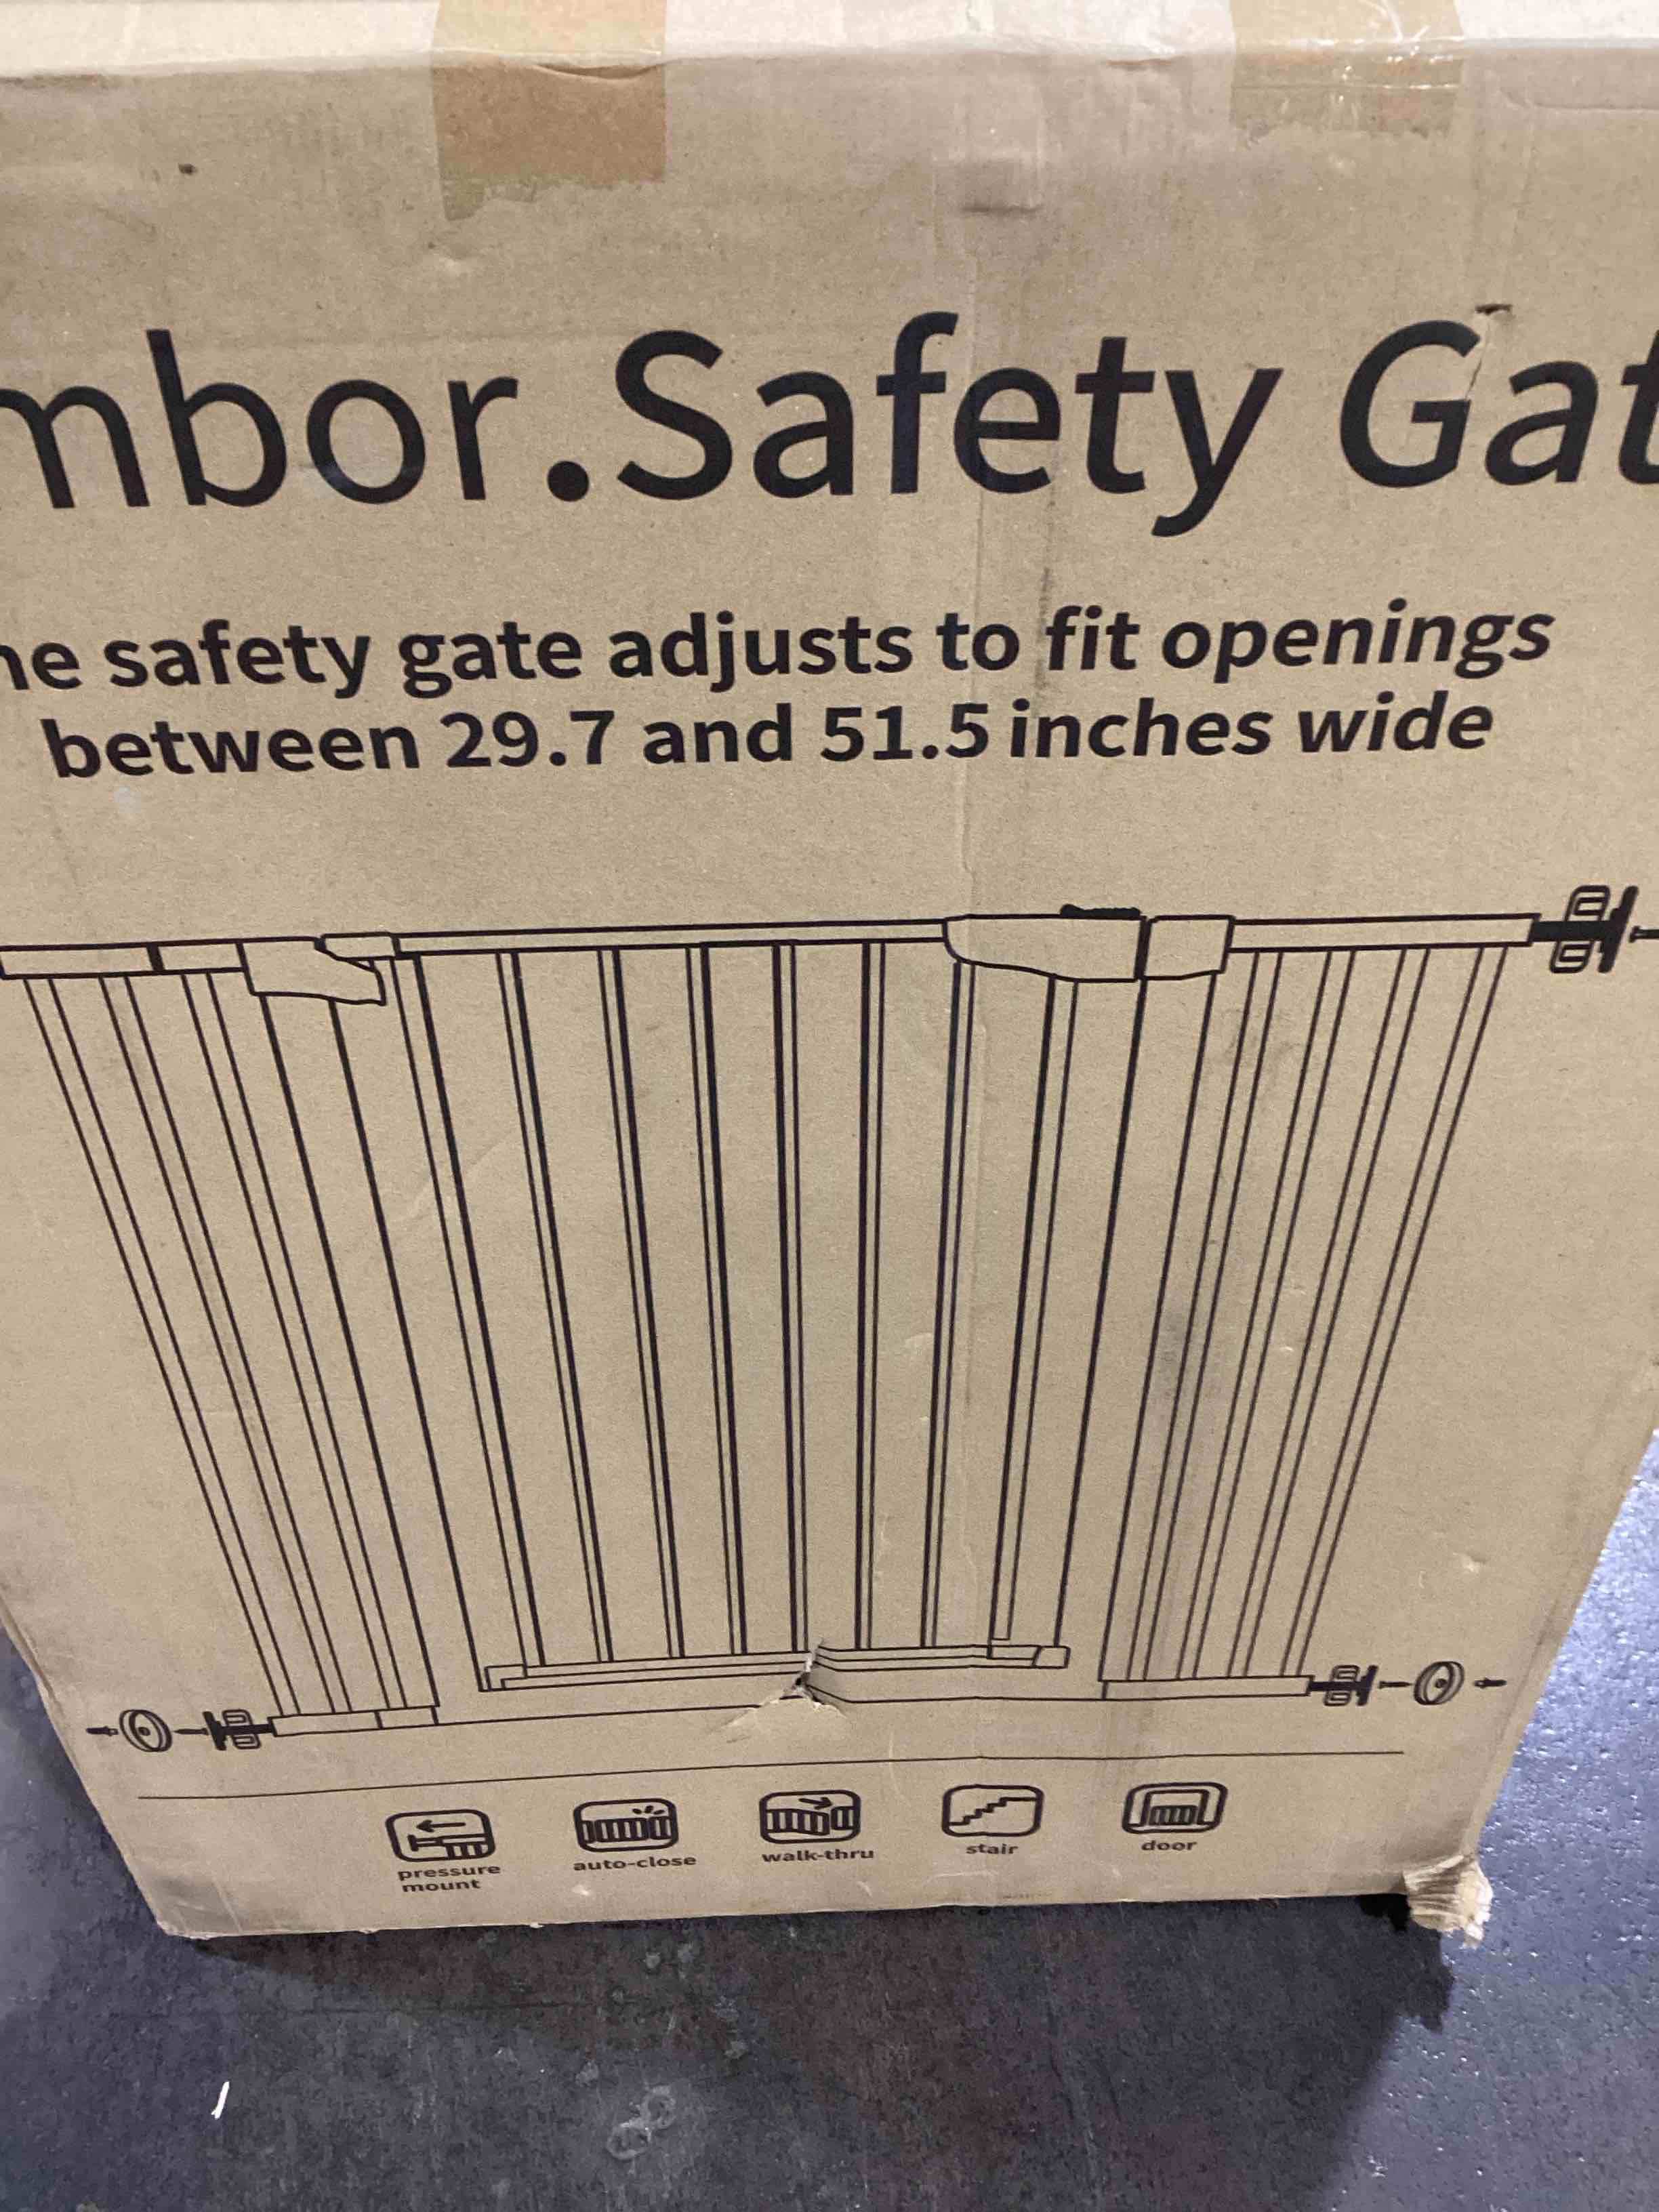 mbor.Safety Gat
he safety gate adjusts to fit openings
between 29.7 and 51.5 inches wide
pressure
mount
auto-close
walk-thru
stair
door